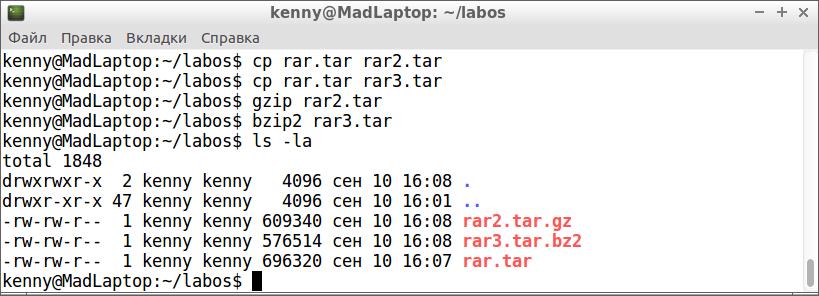 kenny@MadLaptop: ~/labos
Файл Правка Вкладки Справка
kenny@MadLaptop:~/labos$ cp rar.tar rar2.tar
kenny@MadLaptop:~/labos$ cp rar.tar rar3.tar
kenny@MadLaptop:~/labos$ gzip rar2.tar
kenny@MadLaptop:~/labos$ bzip2 rar3.tar
kenny@MadLaptop:~/labos$ ls -la
total 1848
drwxrwxr-x  2 kenny kenny   4096 сен 10 16:08 .
drwxr-xr-x 47 kenny kenny   4096 сен 10 16:01 ..
-rw-rw-r--  1 kenny kenny 609340 сен 10 16:08 rar2.tar.gz
-rw-rw-r--  1 kenny kenny 576514 сен 10 16:08 rar3.tar.bz2
-rw-rw-r--  1 kenny kenny 696320 сен 10 16:07 rar.tar
kenny@MadLaptop:~/labos$